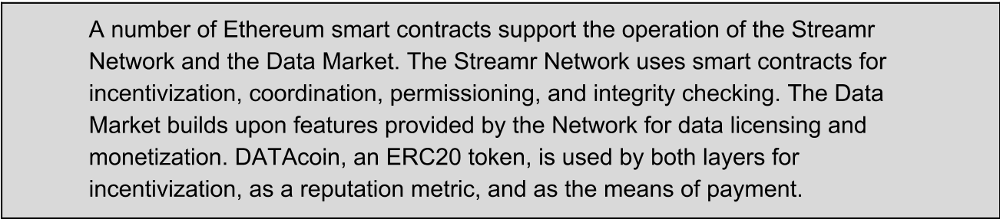 A number of Ethereum smart contracts support the operation of the Streamr
Network and the Data Market. The Streamr Network uses smart contracts for
incentivization, coordination, permissioning, and integrity checking. The Data
Market builds upon features provided by the Network for data licensing and
monetization. DATAcoin, an ERC20 token, is used by both layers for
incentivization, as a reputation metric, and as the means of payment.